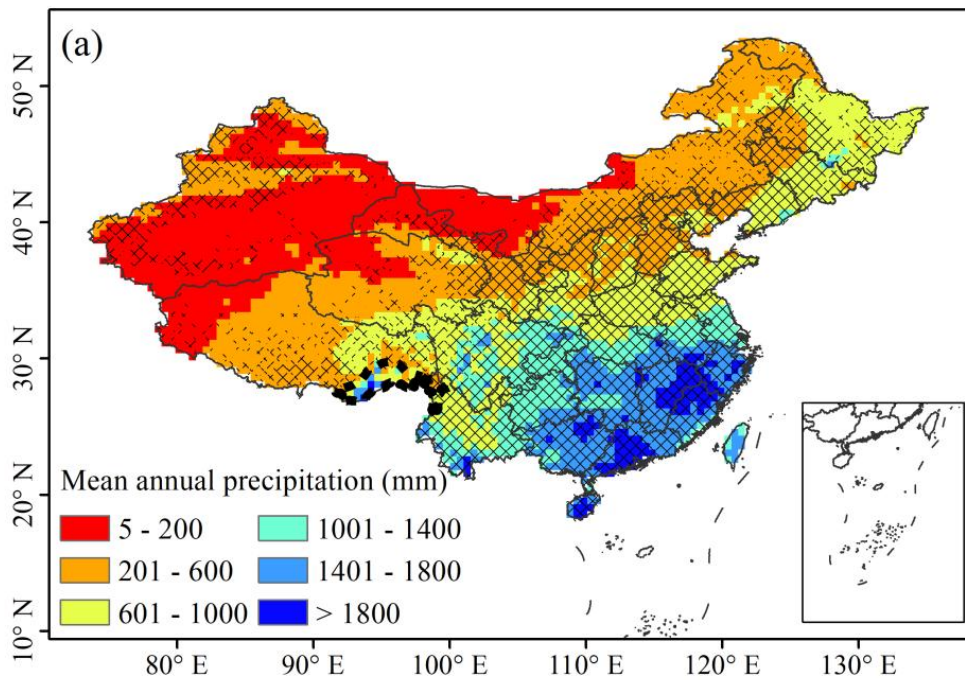 (a)
50° N
40° N
30° N
20° N
10° N
Mean annual precipitation (mm)
5 - 200
1001 - 1400
201 - 600
1401 - 1800
601 - 1000
> 1800
80° E
90° E
100° E
110° E
120° E
130° E